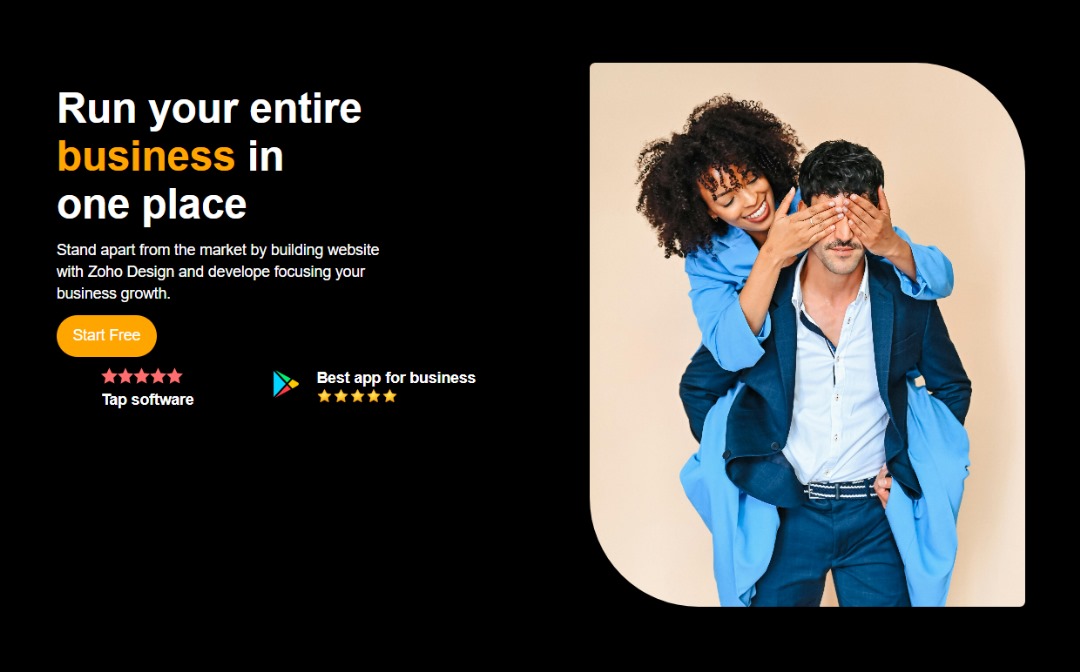 Run your entire
business in
one place
Stand apart from the market by building website
with Zoho Design and develope focusing your
business growth.
Start Free
Tap software
Best app for business